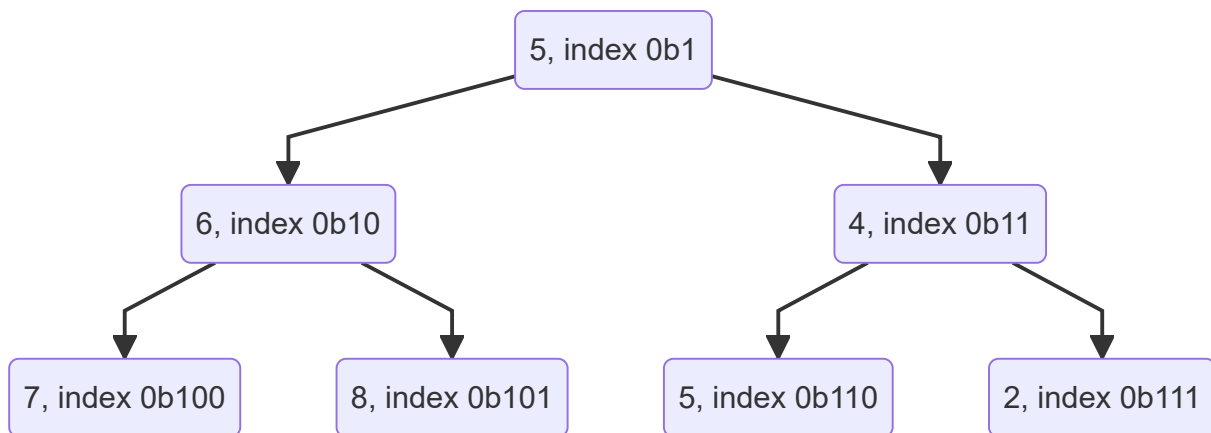 5, index 0b1
6, index 0b10
4, index 0b11
7, index 0b100
8, index 0b101
5, index 0b110
2, index 0b111